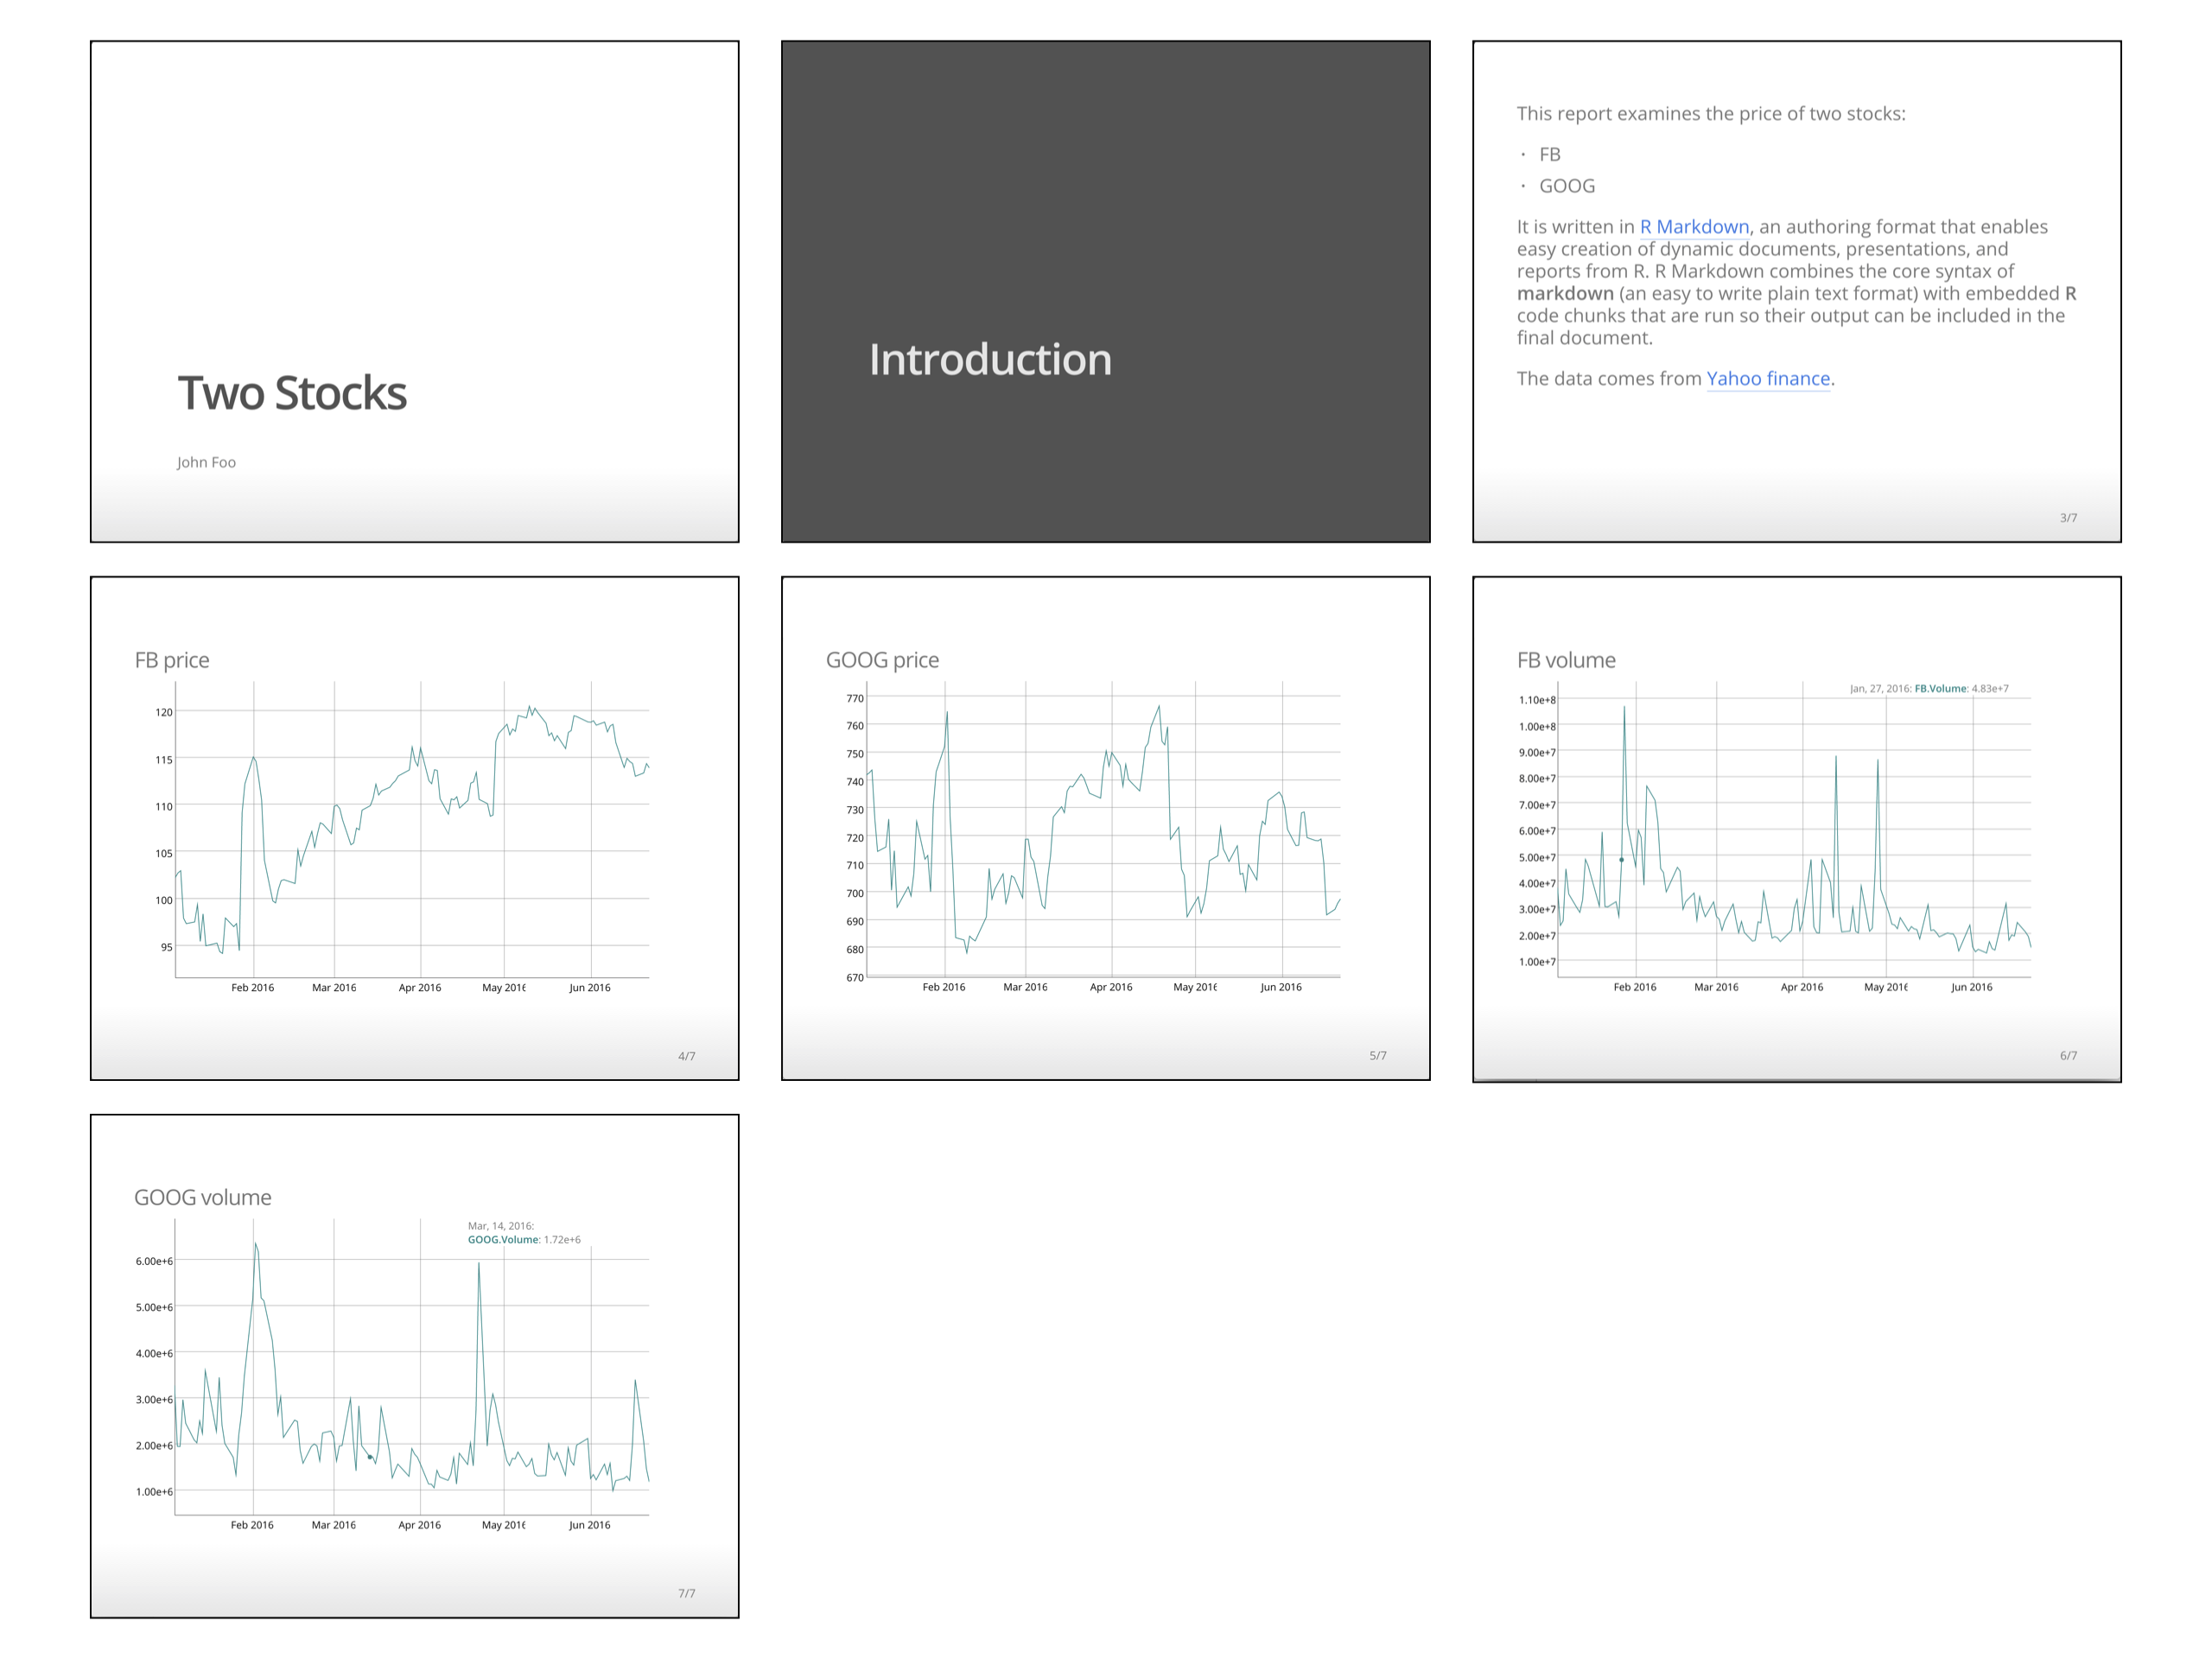 Two Stocks
John Foo
Introduction
This report examines the price of two stocks:
· FB
· GOOG
It is written in R Markdown, an authoring format that enables
easy creation of dynamic documents, presentations, and
reports from R. R Markdown combines the core syntax of
markdown (an easy to write plain text format) with embedded R
code chunks that are run so their output can be included in the
final document.
The data comes from Yahoo finance.
3/7
FB price
120
115
110
105
100
95
Feb 2016 Mar 2016 Apr 2016 May 2016 Jun 2016
4/7
GOOG price
770
760
750
740
730
720
710
700
690
680
670
Feb 2016 Mar 2016 Apr 2016 May 2016 Jun 2016
5/7
FB volume
Jan, 27, 2016: FB.Volume: 4.83e+7
1.10e+8
1.00e+8
9.00e+7
8.00e+7
7.00e+7
6.00e+7
5.00e+7
4.00e+7
3.00e+7
2.00e+7
1.00e+7
Feb 2016 Mar 2016 Apr 2016 May 2016 Jun 2016
6/7
GOOG volume
Mar, 14, 2016:
GOOG.Volume: 1.72e+6
6.00e+6
5.00e+6
4.00e+6
3.00e+6
2.00e+6
1.00e+6
Feb 2016 Mar 2016 Apr 2016 May 2016 Jun 2016
7/7